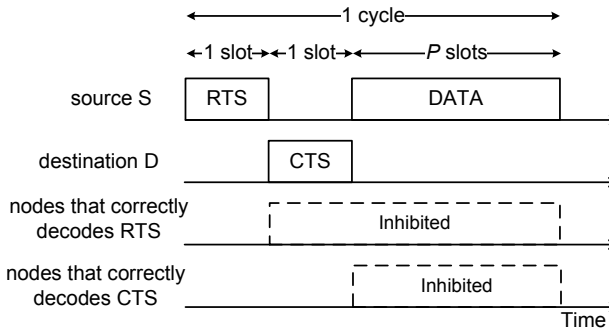 1 cycle
1 slot 1 slot P slots
source S RTS DATA
destination D CTS
nodes that correctly
decodes RTS
Inhibited
nodes that correctly
decodes CTS
Inhibited
Time